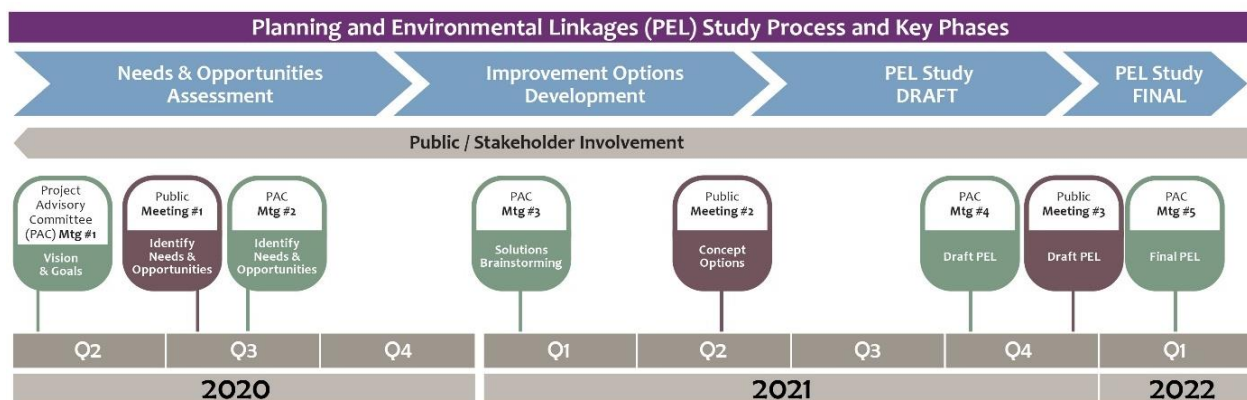 Planning and Environmental Linkages (PEL) Study Process and Key Phases
Needs & Opportunities
Assessment
Improvement Options
Development
PEL Study
DRAFT
PEL Study
FINAL
Public / Stakeholder Involvement
Project
Advisory
Committee
(PAC) Mtg #1
Vision
& Goals
Public
Meeting #1
Identify
Needs &
Opportunities
PAC
Mtg #2
Identify
Needs &
Opportunities
PAC
Mtg #3
Solutions
Brainstorming
Public
Meeting #2
Concept
Options
PAC
Mtg #4
Draft PEL
Public
Meeting #3
Draft PEL
PAC
Mtg #5
Final PEL
Q2
Q3
Q4
Q1
Q2
Q3
Q4
Q1
2020
2021
2022